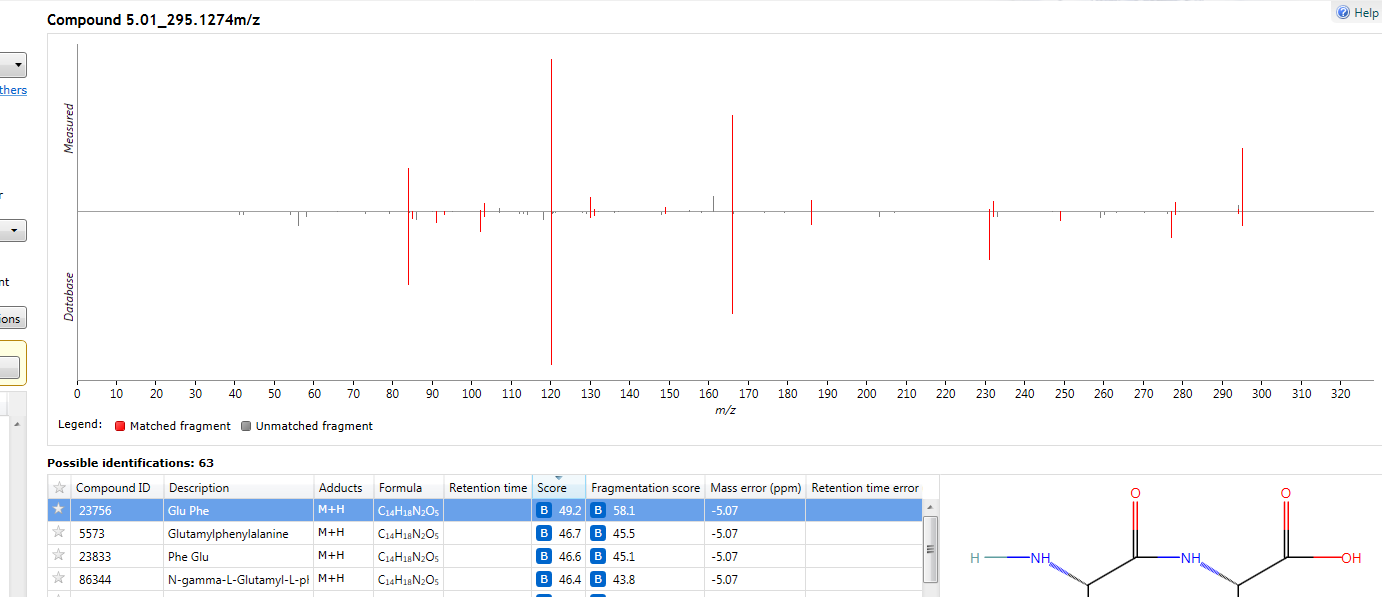 Compound 5.01_295.1274m/z
Help
thers
r
nt
ions
Measured
Database
0 10 20 30 40 50 60 70 80 90 100 110 120 130 140 150 160 170 180 190 200 210 220 230 240 250 260 270 280 290 300 310 320
m/z
Legend: Matched fragment Unmatched fragment
Possible identifications: 63
Compound ID Description Adducts Formula Retention time Score Fragmentation score Mass error (ppm) Retention time error
23756 Glu Phe M+H C₁₄H₁₈N₂O₅ B 49.2 B 58.1 -5.07
5573 Glutamylphenylalanine M+H C₁₄H₁₈N₂O₅ B 46.7 B 45.5 -5.07
23833 Phe Glu M+H C₁₄H₁₈N₂O₅ B 46.6 B 45.1 -5.07
86344 N-gamma-L-Glutamyl-L-pl M+H C₁₄H₁₈N₂O₅ B 46.4 B 43.8 -5.07
O O
H NH NH OH